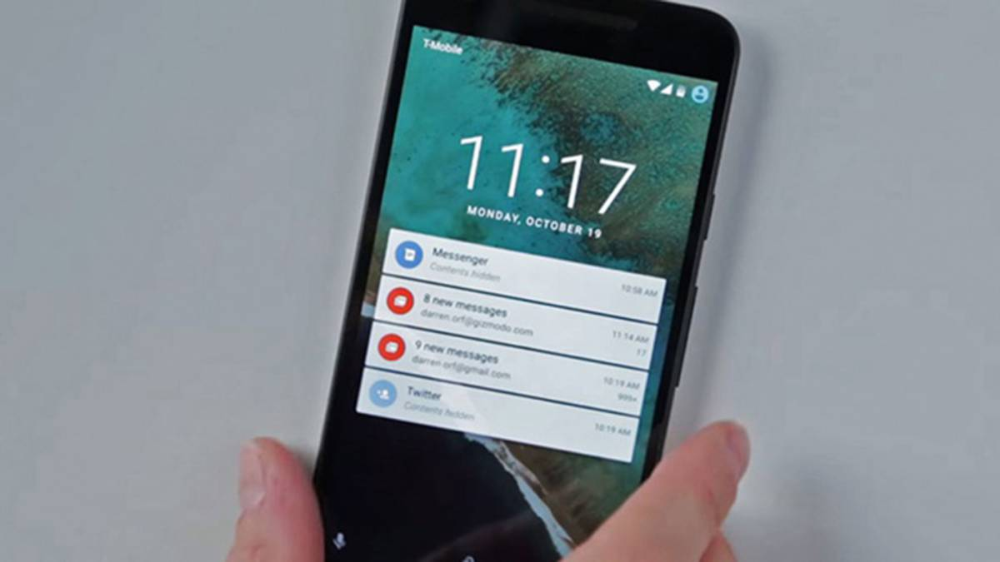 T-Mobile
11:17
MONDAY, OCTOBER 19
Messenger
Contents hidden
10:58 AM
8 new messages
darren.orf@gizmodo.com
11:14 AM
17
9 new messages
darren.orf@gmail.com
10:19 AM
999+
Twitter
Contents hidden
10:19 AM